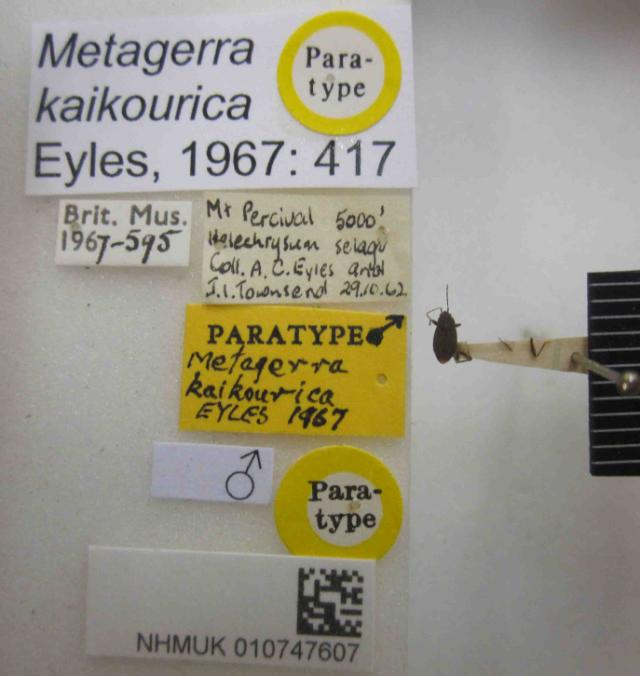 Metagerra
kaikourica
Eyles, 1967: 417
Para-
type
Brit. Mus.
1967-595
Mt Percival 5000'
Helechrysum selago
Coll. A.C. Eyles and
J.I. Townsend 29.10.62
PARATYPE ♂
Metagerra
kaikourica
EYLES 1967
♂
Para-
type
NHMUK 010747607